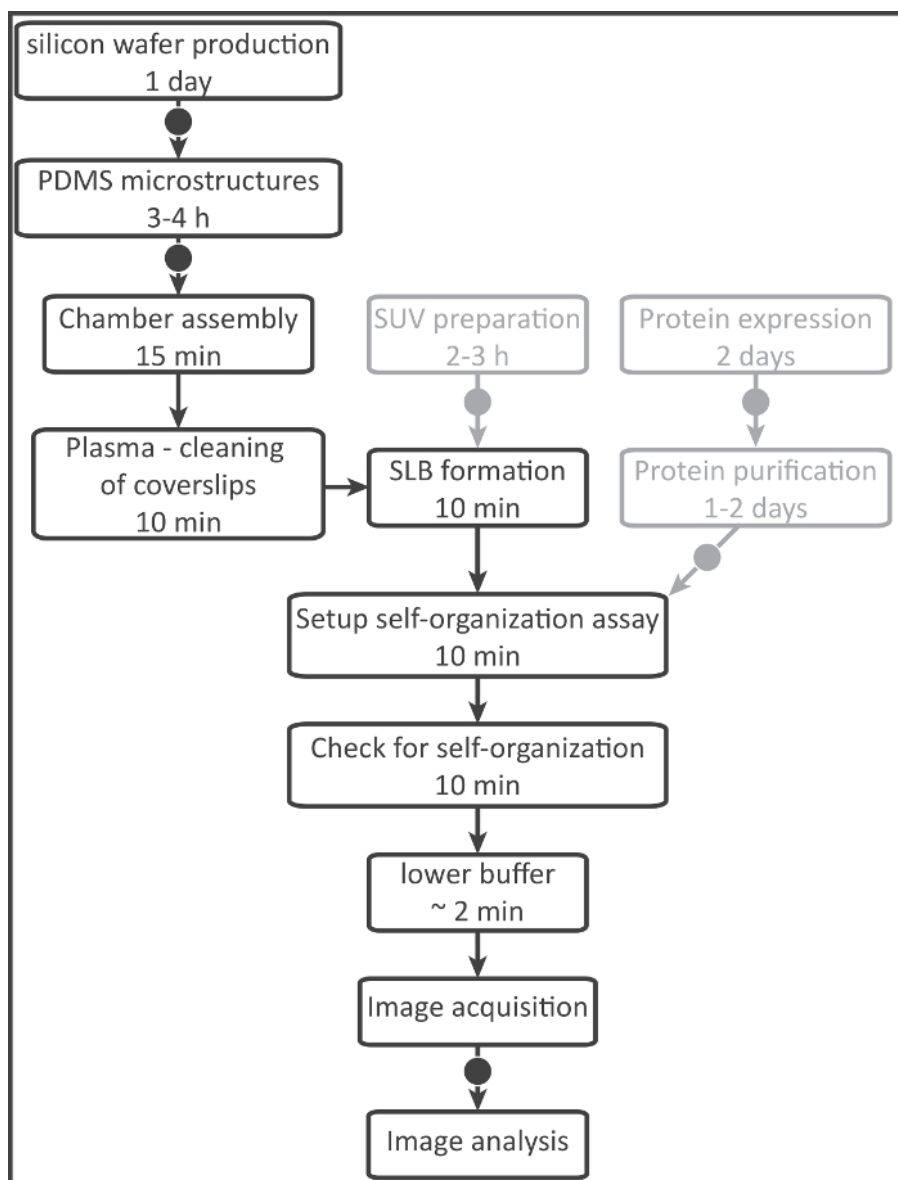 silicon wafer production
1 day
PDMS microstructures
3-4 h
Chamber assembly
15 min
SUV preparation
2-3 h
Protein expression
2 days
Plasma - cleaning
of coverslips
10 min
SLB formation
10 min
Protein purification
1-2 days
Setup self-organization assay
10 min
Check for self-organization
10 min
lower buffer
~ 2 min
Image acquisition
Image analysis